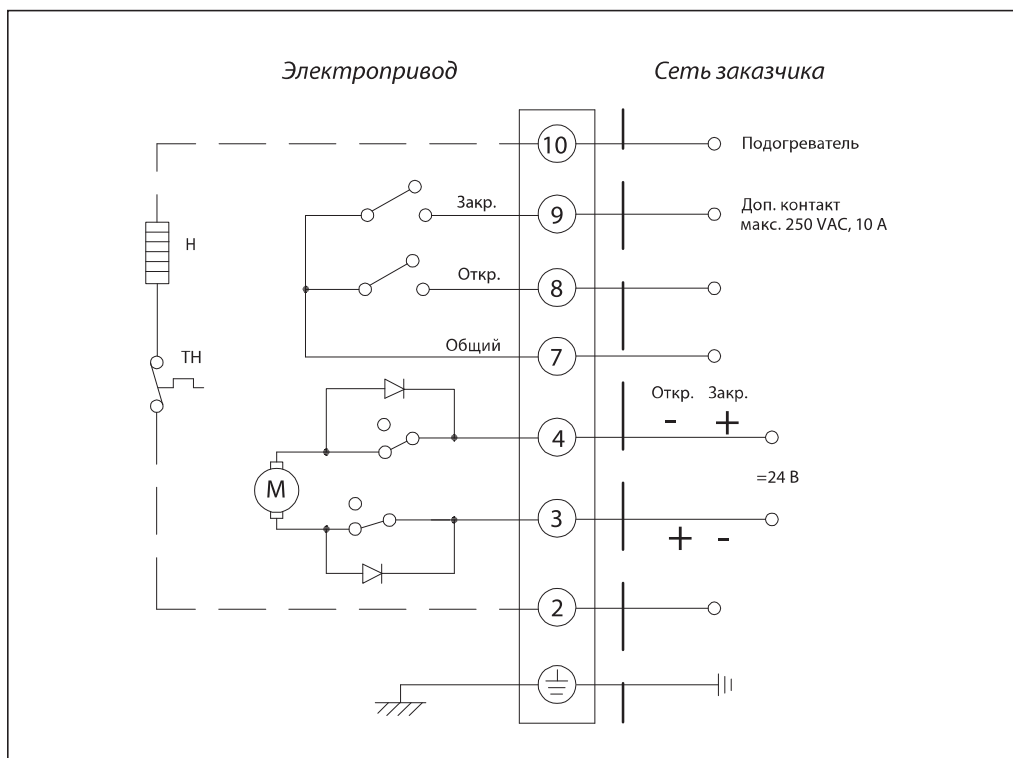 Электропривод
Сеть заказчика
10
Подогреватель
Закр.
9
Доп. контакт
макс. 250 VAC, 10 A
H
Откр.
8
Общий
7
TH
Откр. Закр.
- +
4
M
=24 В
3
+ -
2